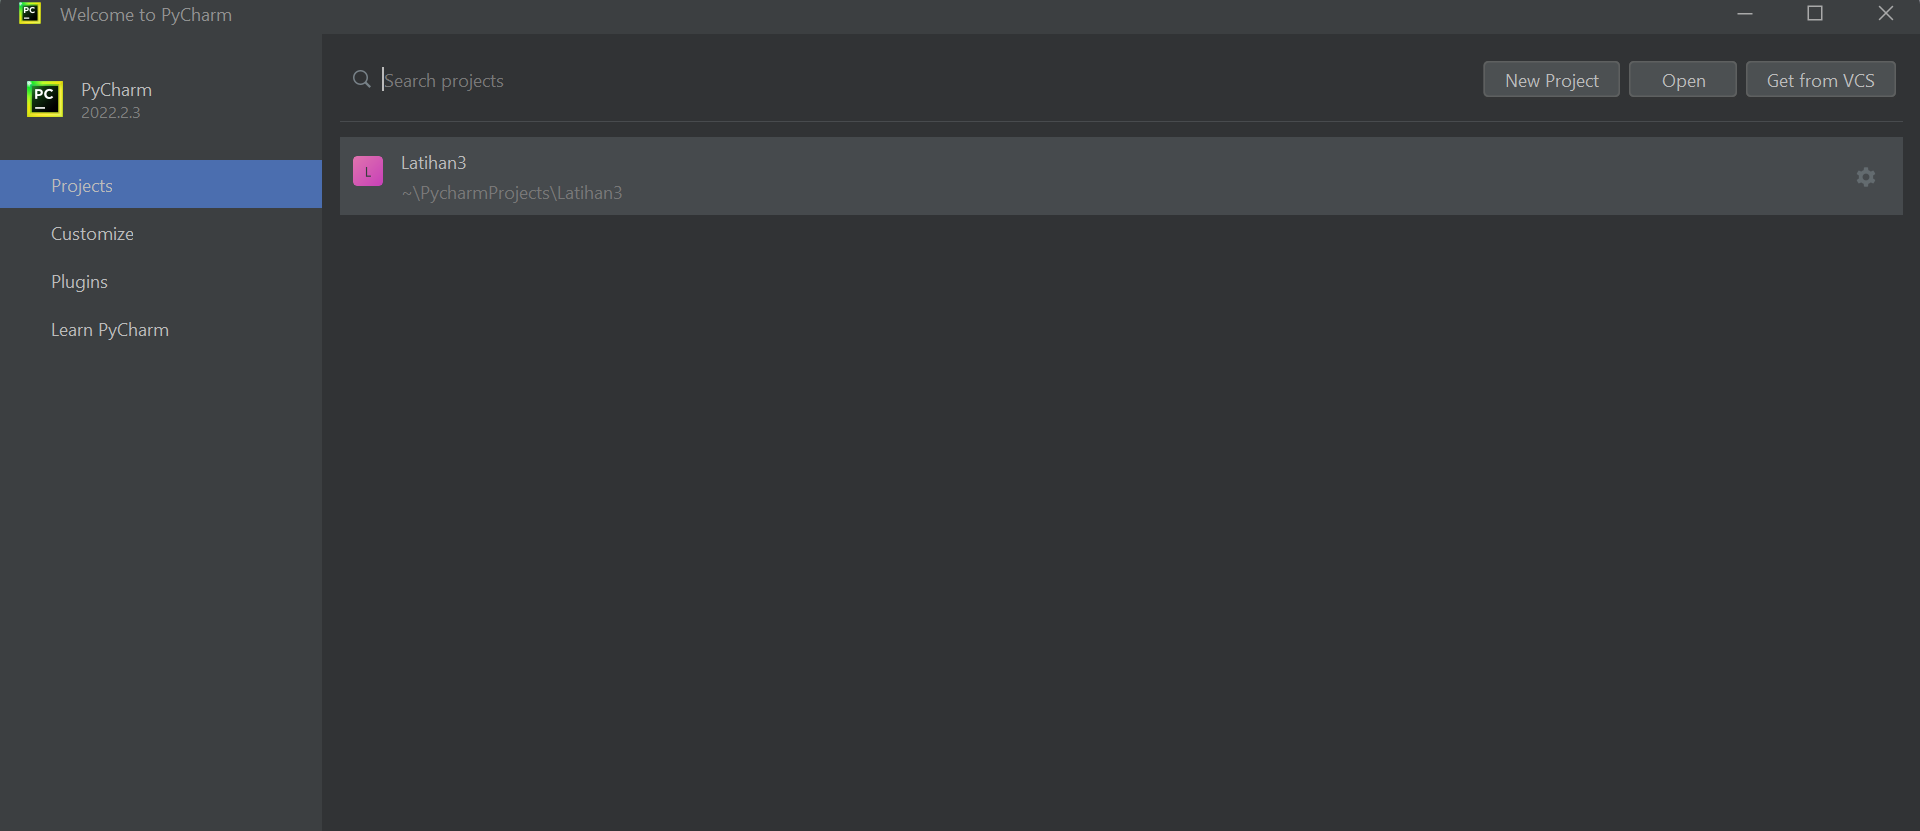 PC Welcome to PyCharm
PC PyCharm
2022.2.3
Projects
Customize
Plugins
Learn PyCharm
Search projects
New Project
Open
Get from VCS
L Latihan3
~\PycharmProjects\Latihan3